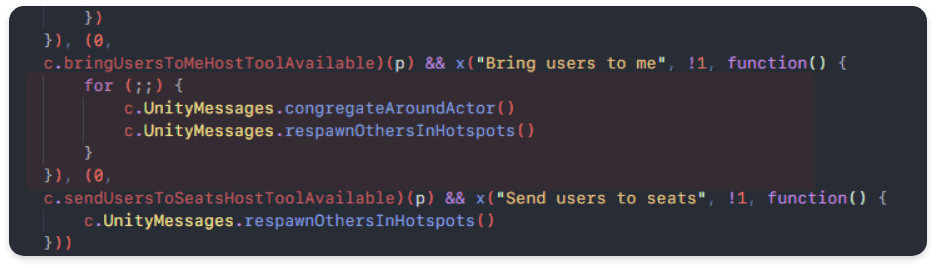 })
}), (0,
c.bringUsersToMeHostToolAvailable)(p) && x("Bring users to me", !1, function() {
for (;;) {
c.UnityMessages.congregateAroundActor()
c.UnityMessages.respawnOthersInHotspots()
}
}), (0,
c.sendUsersToSeatsHostToolAvailable)(p) && x("Send users to seats", !1, function() {
c.UnityMessages.respawnOthersInHotspots()
}))